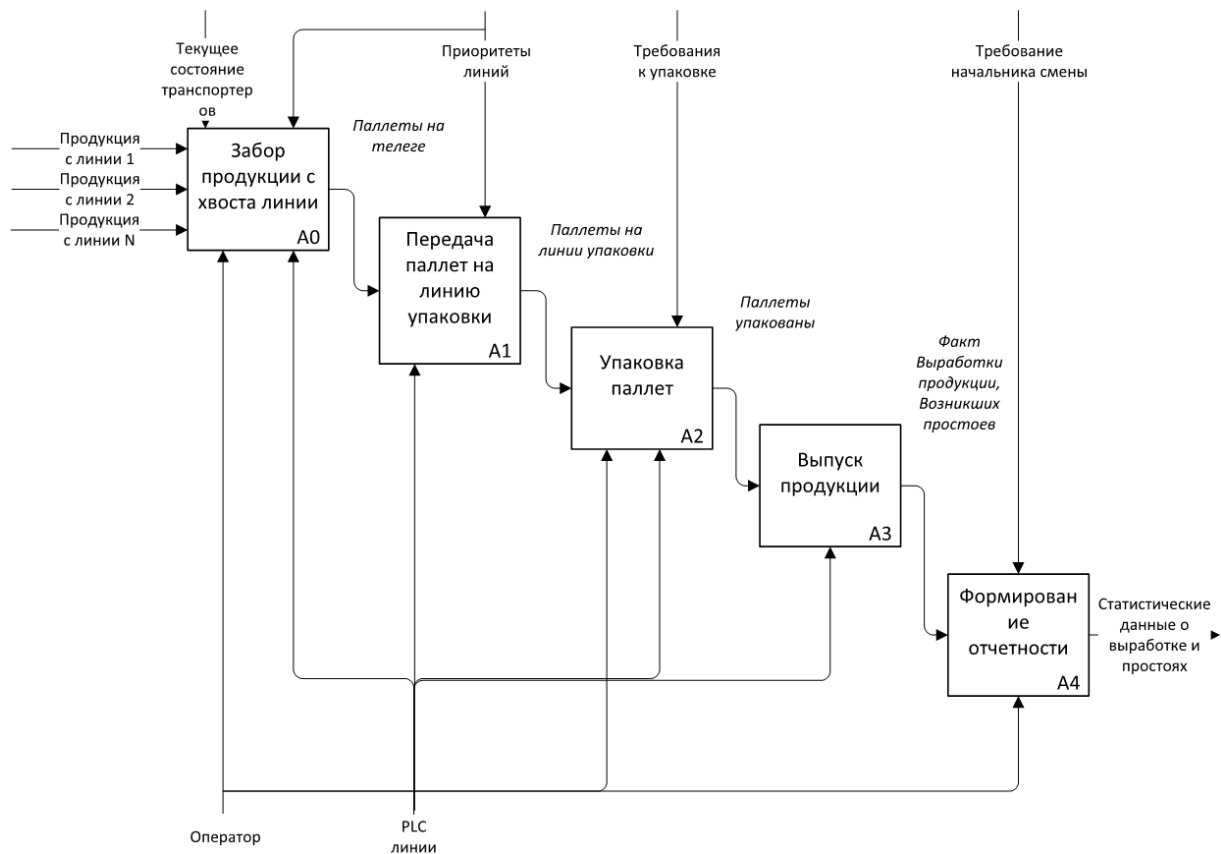 Текущее
состояние
транспортер
ов
Приоритеты
линий
Требования
к упаковке
Требование
начальника смены
Продукция
с линии 1
Продукция
с линии 2
Продукция
с линии N
Забор
продукции с
хвоста линии
A0
Паллеты на
телеге
Передача
паллет на
линию
упаковки
A1
Паллеты на
линии упаковки
Упаковка
паллет
A2
Паллеты
упакованы
Выпуск
продукции
A3
Факт
Выработки
продукции,
Возникших
простоев
Формирован
ие
отчетности
A4
Статистические
данные о
выработке и
простоях
Оператор
PLC
линии